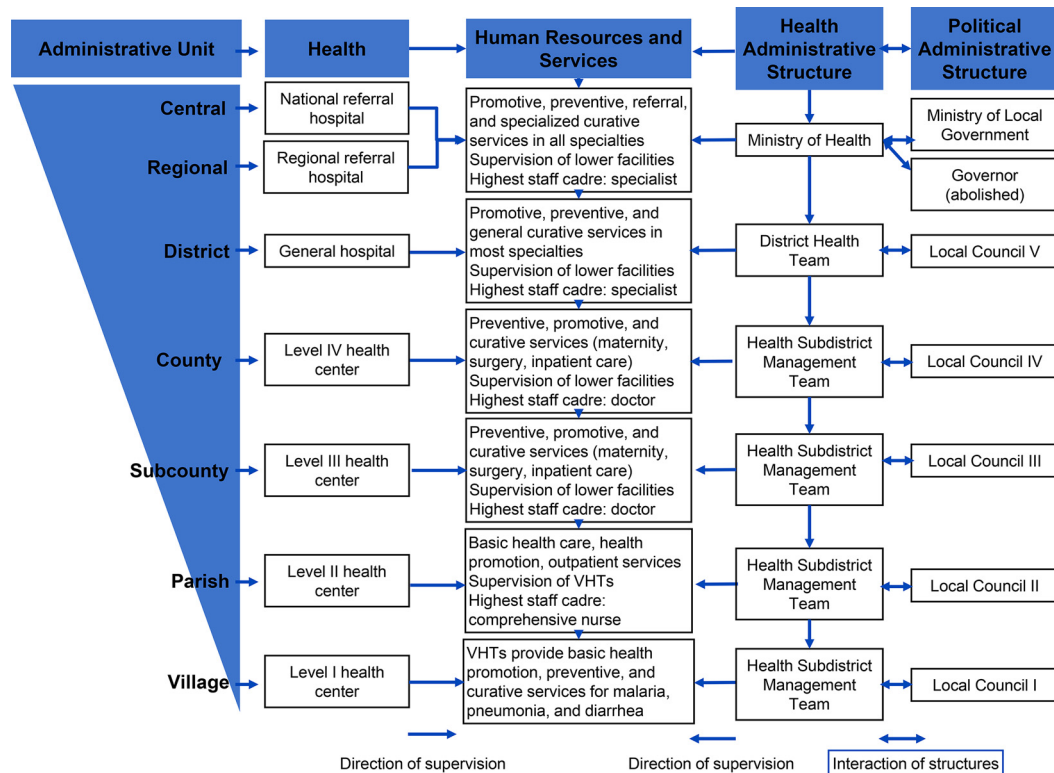 Administrative Unit
Health
Human Resources and
Services
Health
Administrative
Structure
Political
Administrative
Structure
Central
National referral
hospital
Regional
Regional referral
hospital
Promotive, preventive, referral,
and specialized curative
services in all specialties
Supervision of lower facilities
Highest staff cadre: specialist
Ministry of Health
Ministry of Local
Government
Governor
(abolished)
District
General hospital
Promotive, preventive, and
general curative services in
most specialties
Supervision of lower facilities
Highest staff cadre: specialist
District Health
Team
Local Council V
County
Level IV health
center
Preventive, promotive, and
curative services (maternity,
surgery, inpatient care)
Supervision of lower facilities
Highest staff cadre: doctor
Health Subdistrict
Management
Team
Local Council IV
Subcounty
Level III health
center
Preventive, promotive, and
curative services (maternity,
surgery, inpatient care)
Supervision of lower facilities
Highest staff cadre: doctor
Health Subdistrict
Management
Team
Local Council III
Parish
Level II health
center
Basic health care, health
promotion, outpatient services
Supervision of VHTs
Highest staff cadre:
comprehensive nurse
Health Subdistrict
Management
Team
Local Council II
Village
Level I health
center
VHTs provide basic health
promotion, preventive, and
curative services for malaria,
pneumonia, and diarrhea
Health Subdistrict
Management
Team
Local Council I
Direction of supervision
Direction of supervision
Interaction of structures